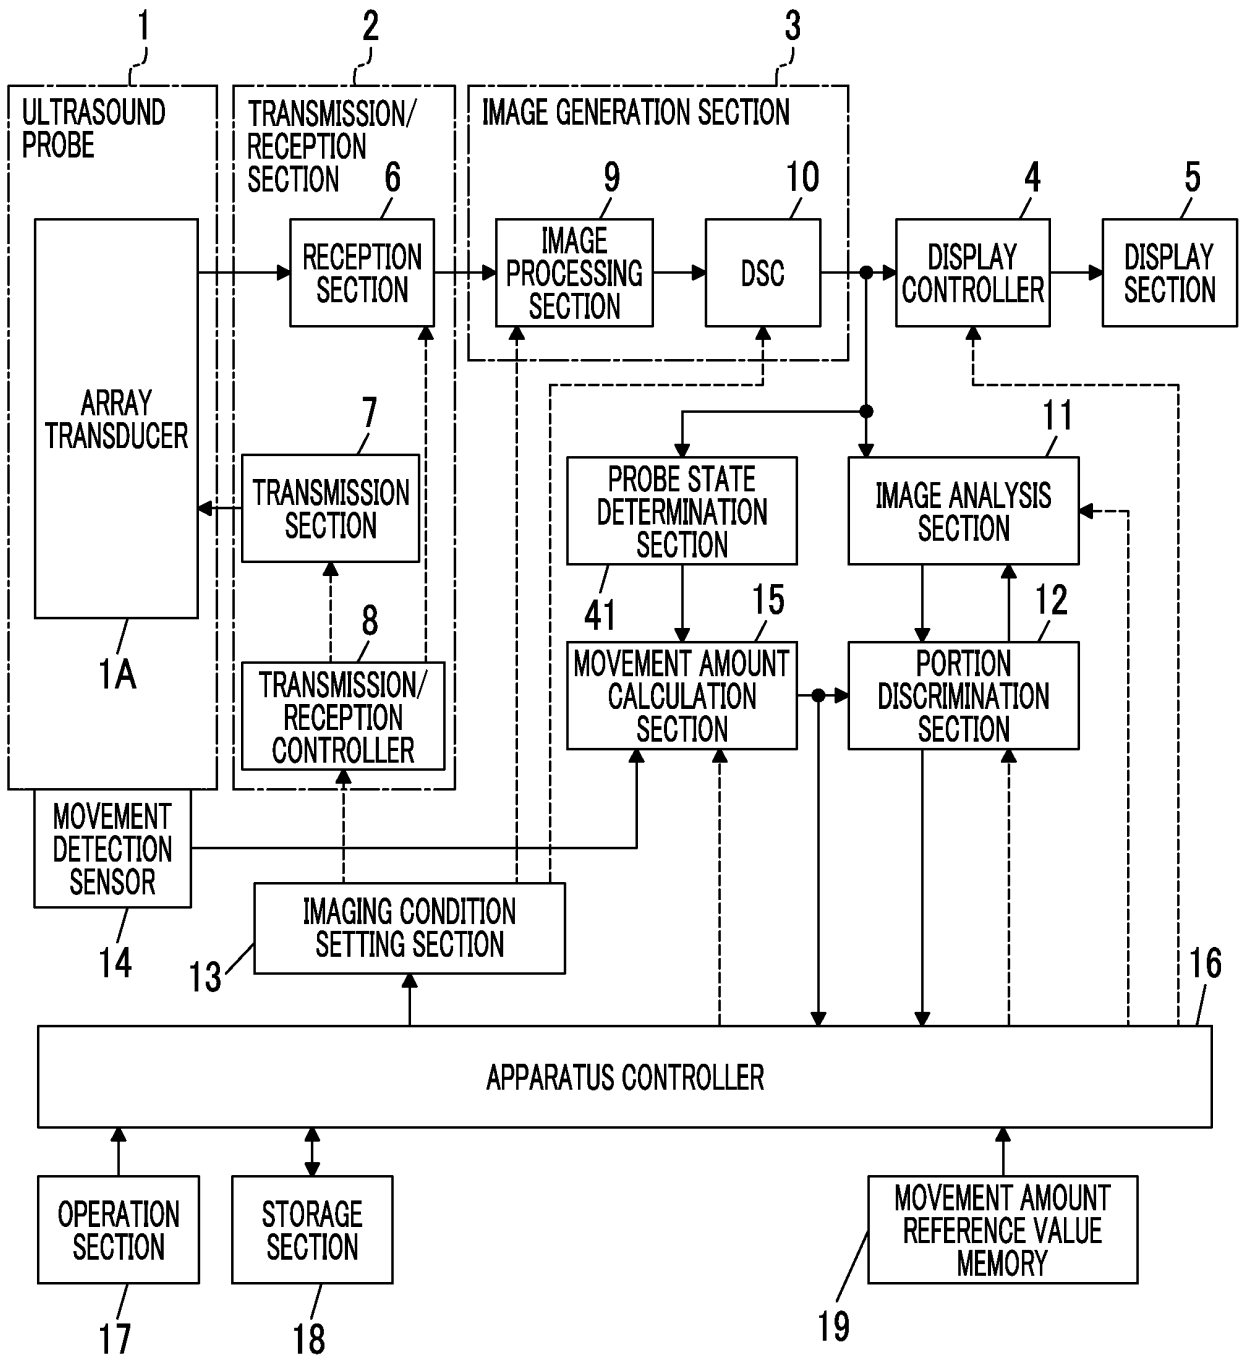 1
2
3
ULTRASOUND
PROBE
TRANSMISSION/
RECEPTION
SECTION
IMAGE GENERATION SECTION
6
9
10
4
5
RECEPTION
SECTION
IMAGE
PROCESSING
SECTION
DSC
DISPLAY
CONTROLLER
DISPLAY
SECTION
ARRAY
TRANSDUCER
7
11
TRANSMISSION
SECTION
PROBE STATE
DETERMINATION
SECTION
IMAGE ANALYSIS
SECTION
41
15
12
1A
8
TRANSMISSION/
RECEPTION
CONTROLLER
MOVEMENT AMOUNT
CALCULATION
SECTION
PORTION
DISCRIMINATION
SECTION
MOVEMENT
DETECTION
SENSOR
14
IMAGING CONDITION
SETTING SECTION
13
16
APPARATUS CONTROLLER
OPERATION
SECTION
STORAGE
SECTION
MOVEMENT AMOUNT
REFERENCE VALUE
MEMORY
17
18
19